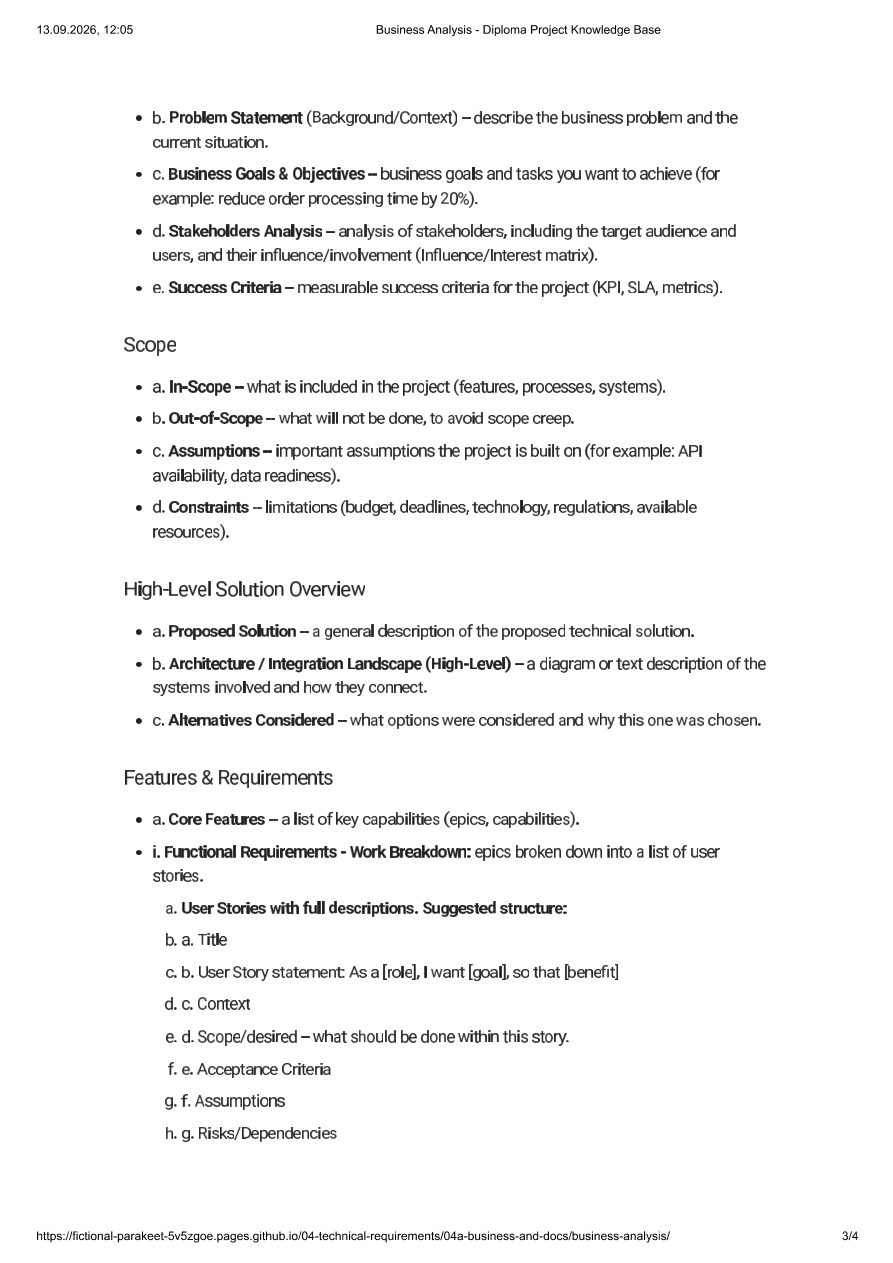 13.09.2026, 12:05 Business Analysis - Diploma Project Knowledge Base
• b. Problem Statement (Background/Context) – describe the business problem and the
current situation.
• c. Business Goals & Objectives – business goals and tasks you want to achieve (for
example: reduce order processing time by 20%).
• d. Stakeholders Analysis – analysis of stakeholders, including the target audience and
users, and their influence/involvement (Influence/Interest matrix).
• e. Success Criteria – measurable success criteria for the project (KPI, SLA, metrics).
Scope
• a. In-Scope – what is included in the project (features, processes, systems).
• b. Out-of-Scope – what will not be done, to avoid scope creep.
• c. Assumptions – important assumptions the project is built on (for example: API
availability, data readiness).
• d. Constraints – limitations (budget, deadlines, technology, regulations, available
resources).
High-Level Solution Overview
• a. Proposed Solution – a general description of the proposed technical solution.
• b. Architecture / Integration Landscape (High-Level) – a diagram or text description of the
systems involved and how they connect.
• c. Alternatives Considered – what options were considered and why this one was chosen.
Features & Requirements
• a. Core Features – a list of key capabilities (epics, capabilities).
• i. Functional Requirements - Work Breakdown: epics broken down into a list of user
stories.
a. User Stories with full descriptions. Suggested structure:
b. a. Title
c. b. User Story statement: As a [role], I want [goal], so that [benefit]
d. c. Context
e. d. Scope/desired – what should be done within this story.
f. e. Acceptance Criteria
g. f. Assumptions
h. g. Risks/Dependencies
https://fictional-parakeet-5v5zgoe.pages.github.io/04-technical-requirements/04a-business-and-docs/business-analysis/ 3/4